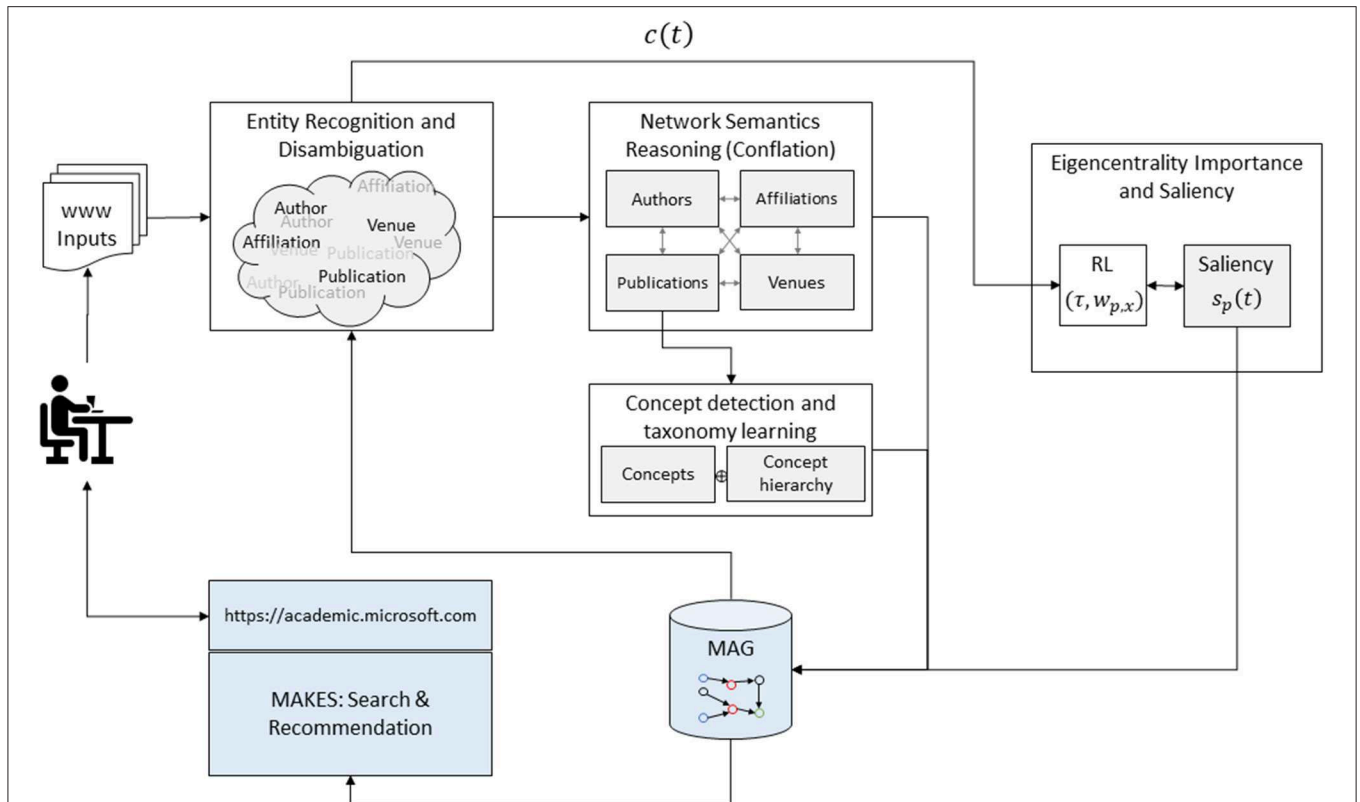 c(t)
Entity Recognition and
Disambiguation
Affiliation
Author
Author
Venue
Affiliation
Venue
Venue
Publication
Publication
Author
Publication
www
Inputs
Network Semantics
Reasoning (Conflation)
Authors
Affiliations
Publications
Venues
Eigencentrality Importance
and Saliency
RL
(τ, w_{p,x})
Saliency
s_p(t)
Concept detection and
taxonomy learning
Concepts
⊕
Concept
hierarchy
https://academic.microsoft.com
MAKES: Search &
Recommendation
MAG